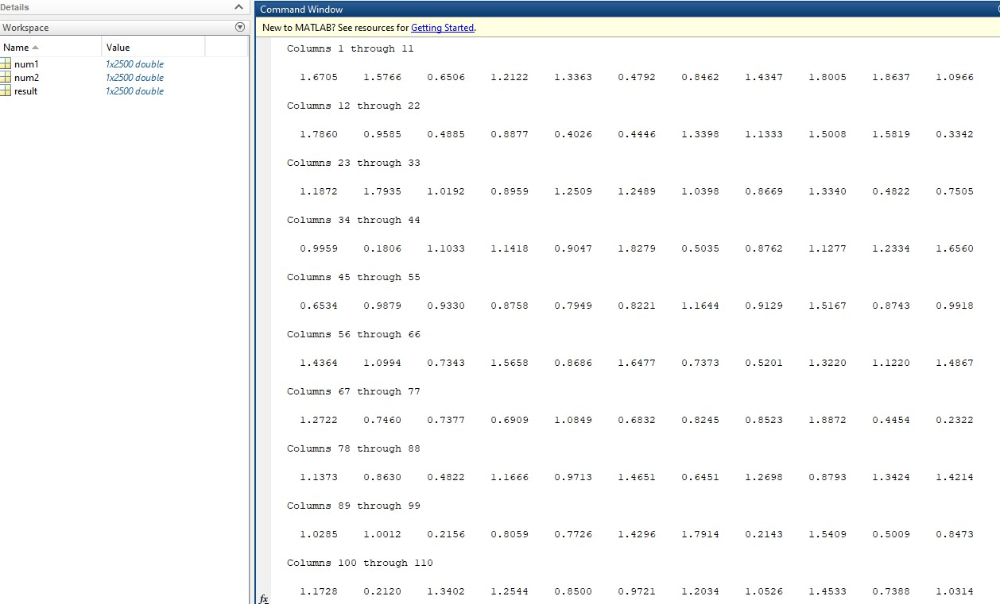 Details
Workspace
Name Value
num1 1x2500 double
num2 1x2500 double
result 1x2500 double
Command Window
New to MATLAB? See resources for Getting Started.
Columns 1 through 11
1.6705 1.5766 0.6506 1.2122 1.3363 0.4792 0.8462 1.4347 1.8005 1.8637 1.0966
Columns 12 through 22
1.7860 0.9585 0.4885 0.8877 0.4026 0.4446 1.3398 1.1333 1.5008 1.5819 0.3342
Columns 23 through 33
1.1872 1.7935 1.0192 0.8959 1.2509 1.2489 1.0398 0.8669 1.3340 0.4822 0.7505
Columns 34 through 44
0.9959 0.1806 1.1033 1.1418 0.9047 1.8279 0.5035 0.8762 1.1277 1.2334 1.6560
Columns 45 through 55
0.6534 0.9879 0.9330 0.8758 0.7949 0.8221 1.1644 0.9129 1.5167 0.8743 0.9918
Columns 56 through 66
1.4364 1.0994 0.7343 1.5658 0.8686 1.6477 0.7373 0.5201 1.3220 1.1220 1.4867
Columns 67 through 77
1.2722 0.7460 0.7377 0.6909 1.0849 0.6832 0.8245 0.8523 1.8872 0.4454 0.2322
Columns 78 through 88
1.1373 0.8630 0.4822 1.1666 0.9713 1.4651 0.6451 1.2698 0.8793 1.3424 1.4214
Columns 89 through 99
1.0285 1.0012 0.2156 0.8059 0.7726 1.4296 1.7914 0.2143 1.5409 0.5009 0.8473
Columns 100 through 110
1.1728 0.2120 1.3402 1.2544 0.8500 0.9721 1.2034 1.0526 1.4533 0.7388 1.0314
fx